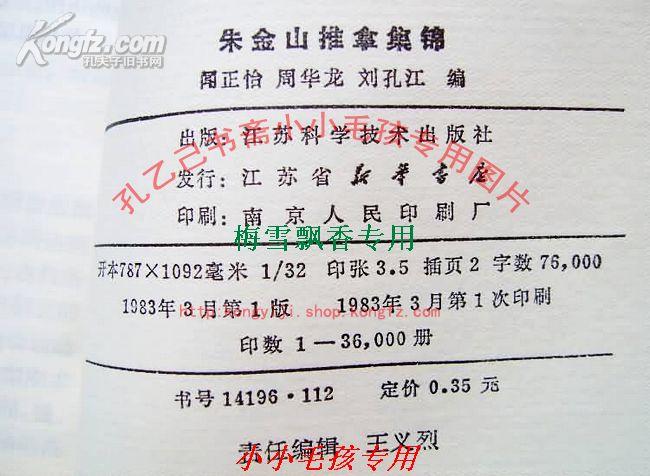 Kongfz.com
孔夫子旧书网
朱金山推拿集锦
闻正怡 周华龙 刘孔江 编
出版：江苏科学技术出版社
发行：江苏省新华书店
印刷：南京人民印刷厂
孔乙己书斋小小毛孩专用图片
梅雪飘香专用
开本787×1092毫米 1/32 印张 3.5 插页 2 字数 76,000
1983年3月第1版 1983年3月第1次印刷
印数 1—36,000 册
书号 14196·112 定价 0.35 元
责任编辑 王义烈
小小毛孩专用